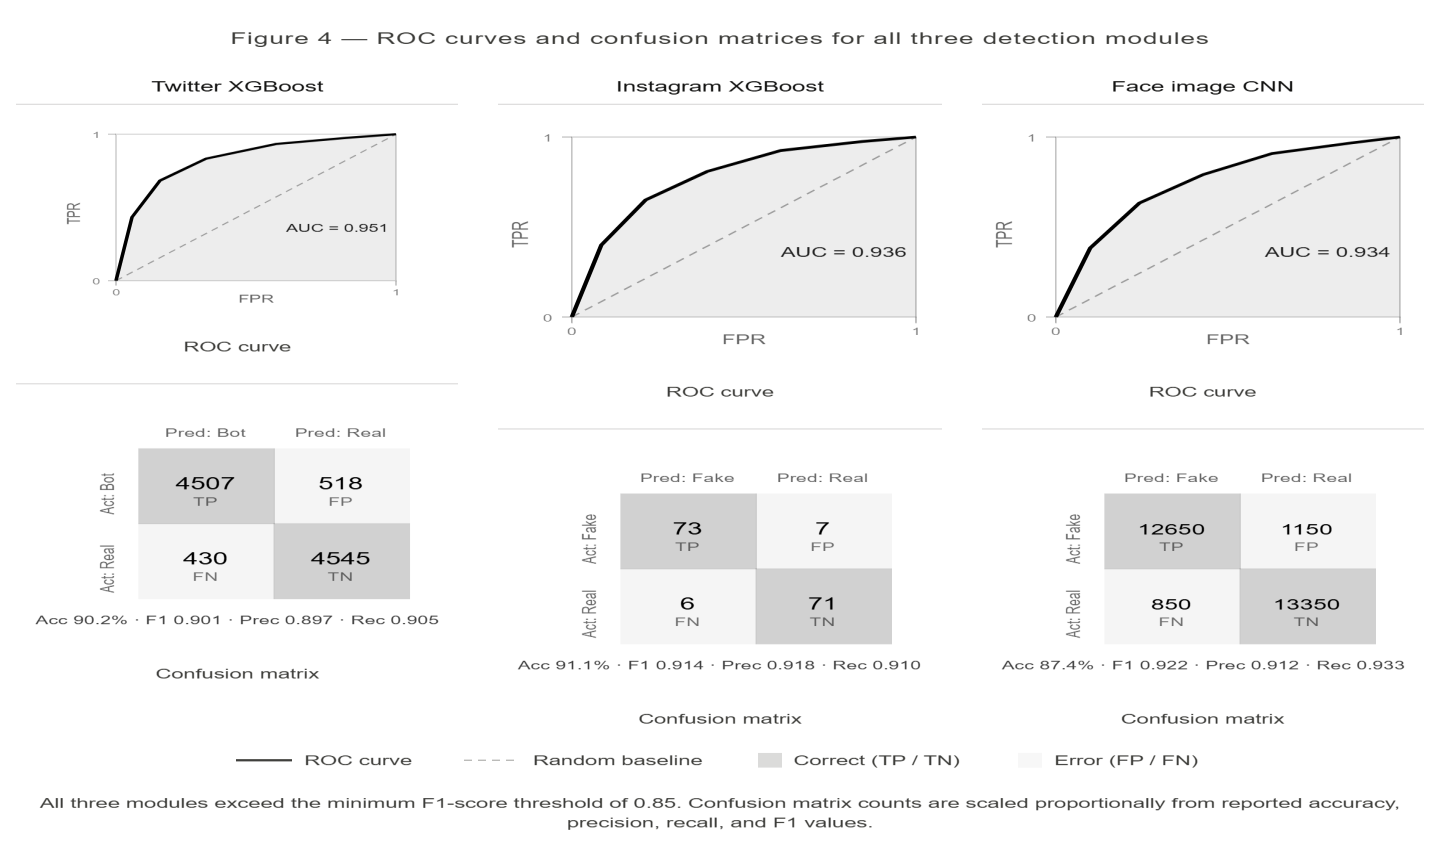 Figure 4 — ROC curves and confusion matrices for all three detection modules
Twitter XGBoost
1
TPR
AUC = 0.951
0
0
1
FPR
ROC curve
Pred: Bot
Pred: Real
Act: Bot
4507
TP
518
FP
Act: Real
430
FN
4545
TN
Acc 90.2% · F1 0.901 · Prec 0.897 · Rec 0.905
Confusion matrix
Instagram XGBoost
1
TPR
AUC = 0.936
0
0
1
FPR
ROC curve
Pred: Fake
Pred: Real
Act: Fake
73
TP
7
FP
Act: Real
6
FN
71
TN
Acc 91.1% · F1 0.914 · Prec 0.918 · Rec 0.910
Confusion matrix
Face image CNN
1
TPR
AUC = 0.934
0
0
1
FPR
ROC curve
Pred: Fake
Pred: Real
Act: Fake
12650
TP
1150
FP
Act: Real
850
FN
13350
TN
Acc 87.4% · F1 0.922 · Prec 0.912 · Rec 0.933
Confusion matrix
ROC curve
Random baseline
Correct (TP / TN)
Error (FP / FN)
All three modules exceed the minimum F1-score threshold of 0.85. Confusion matrix counts are scaled proportionally from reported accuracy,
precision, recall, and F1 values.